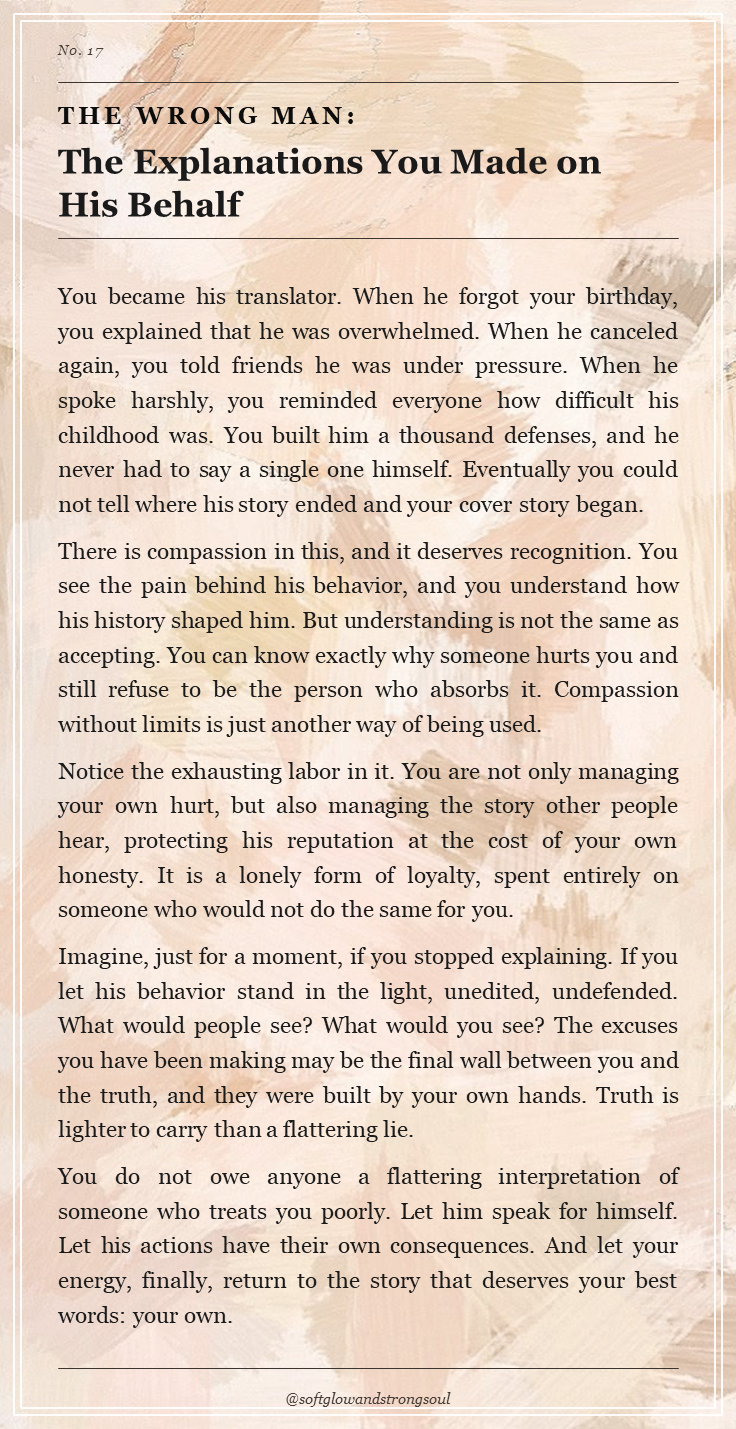 No. 17
THE WRONG MAN:
The Explanations You Made on
His Behalf
You became his translator. When he forgot your birthday,
you explained that he was overwhelmed. When he canceled
again, you told friends he was under pressure. When he
spoke harshly, you reminded everyone how difficult his
childhood was. You built him a thousand defenses, and he
never had to say a single one himself. Eventually you could
not tell where his story ended and your cover story began.
There is compassion in this, and it deserves recognition. You
see the pain behind his behavior, and you understand how
his history shaped him. But understanding is not the same as
accepting. You can know exactly why someone hurts you and
still refuse to be the person who absorbs it. Compassion
without limits is just another way of being used.
Notice the exhausting labor in it. You are not only managing
your own hurt, but also managing the story other people
hear, protecting his reputation at the cost of your own
honesty. It is a lonely form of loyalty, spent entirely on
someone who would not do the same for you.
Imagine, just for a moment, if you stopped explaining. If you
let his behavior stand in the light, unedited, undefended.
What would people see? What would you see? The excuses
you have been making may be the final wall between you and
the truth, and they were built by your own hands. Truth is
lighter to carry than a flattering lie.
You do not owe anyone a flattering interpretation of
someone who treats you poorly. Let him speak for himself.
Let his actions have their own consequences. And let your
energy, finally, return to the story that deserves your best
words: your own.
@softglowandstrongsoul